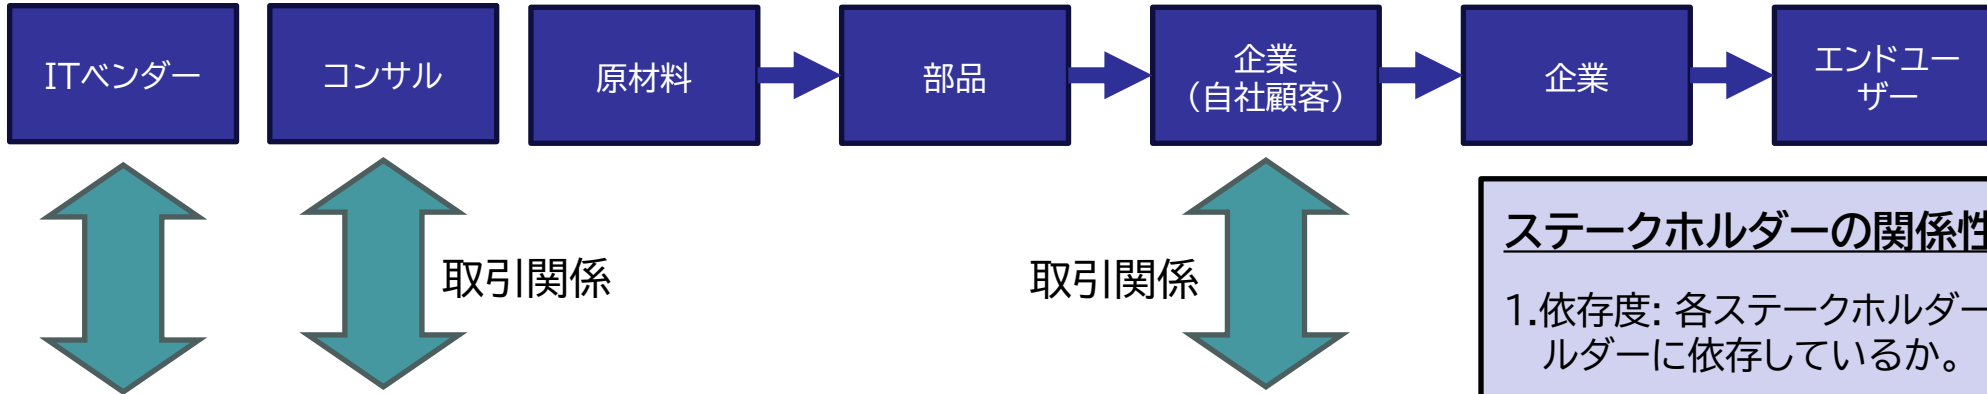 ITベンダー
コンサル
原材料
部品
企業
（自社顧客）
企業
エンドユー
ザー
取引関係
取引関係
ステークホルダーの関係性
1.依存度: 各ステークホルダー
ルダーに依存しているか。